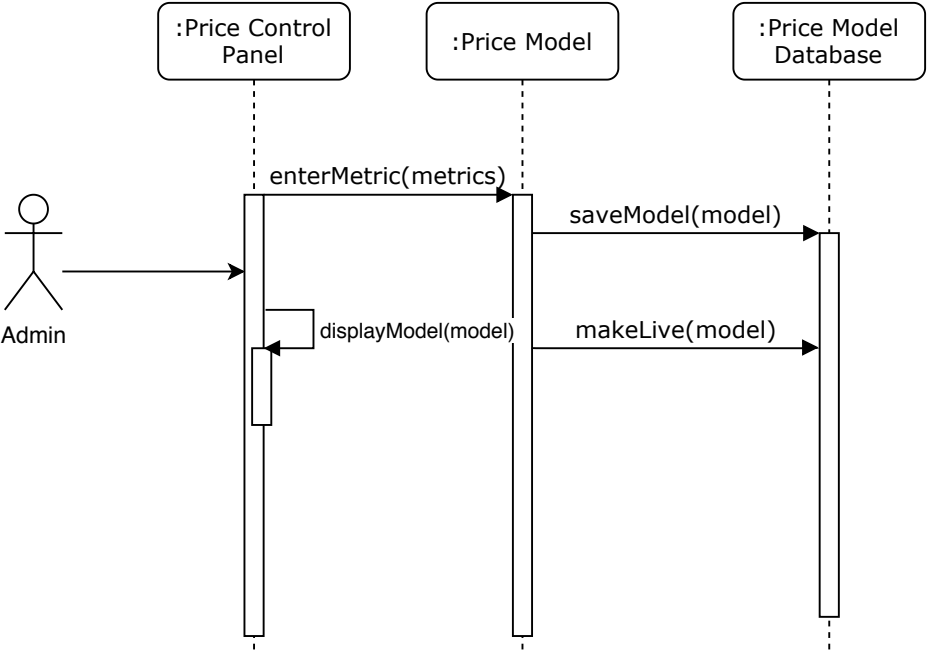 :Price Control
Panel
:Price Model
:Price Model
Database
enterMetric(metrics)
saveModel(model)
Admin
displayModel(model)
makeLive(model)